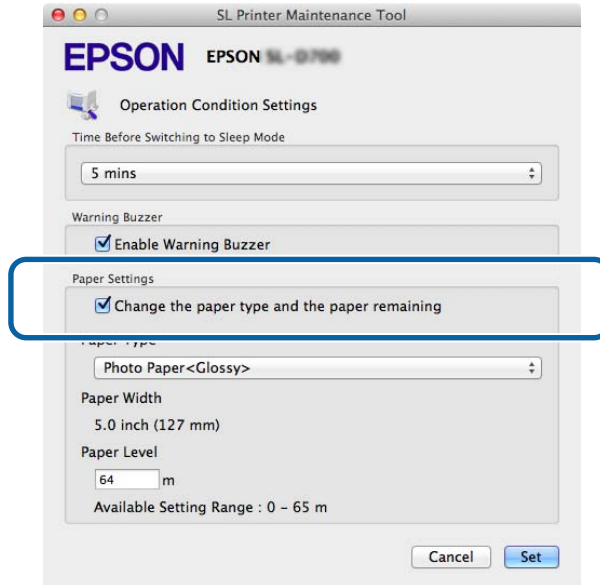 SL Printer Maintenance Tool
EPSON EPSON
Operation Condition Settings
Time Before Switching to Sleep Mode
5 mins
Warning Buzzer
Enable Warning Buzzer
Paper Settings
Change the paper type and the paper remaining
Paper Type
Photo Paper<Glossy>
Paper Width
5.0 inch (127 mm)
Paper Level
64 m
Available Setting Range : 0 – 65 m
Cancel Set